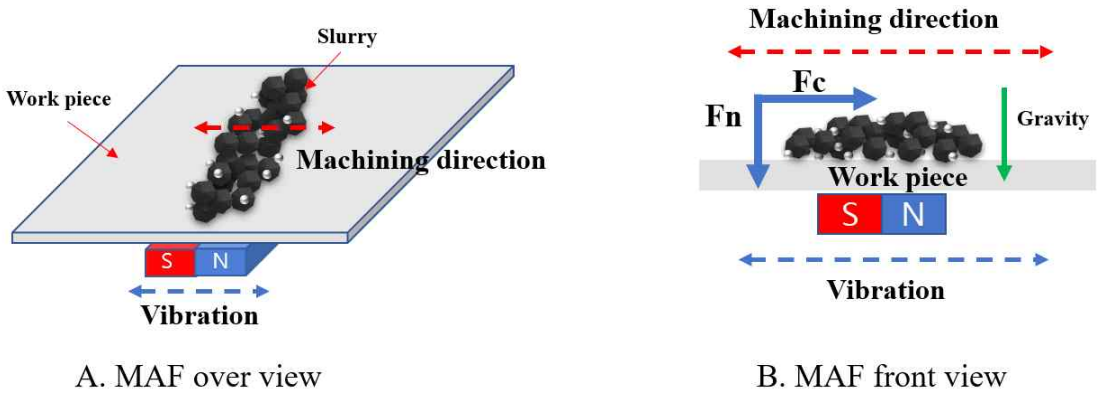 Slurry
Work piece
Machining direction
S N
Vibration
A. MAF over view
Machining direction
Fc
Fn
Gravity
Work piece
S N
Vibration
B. MAF front view